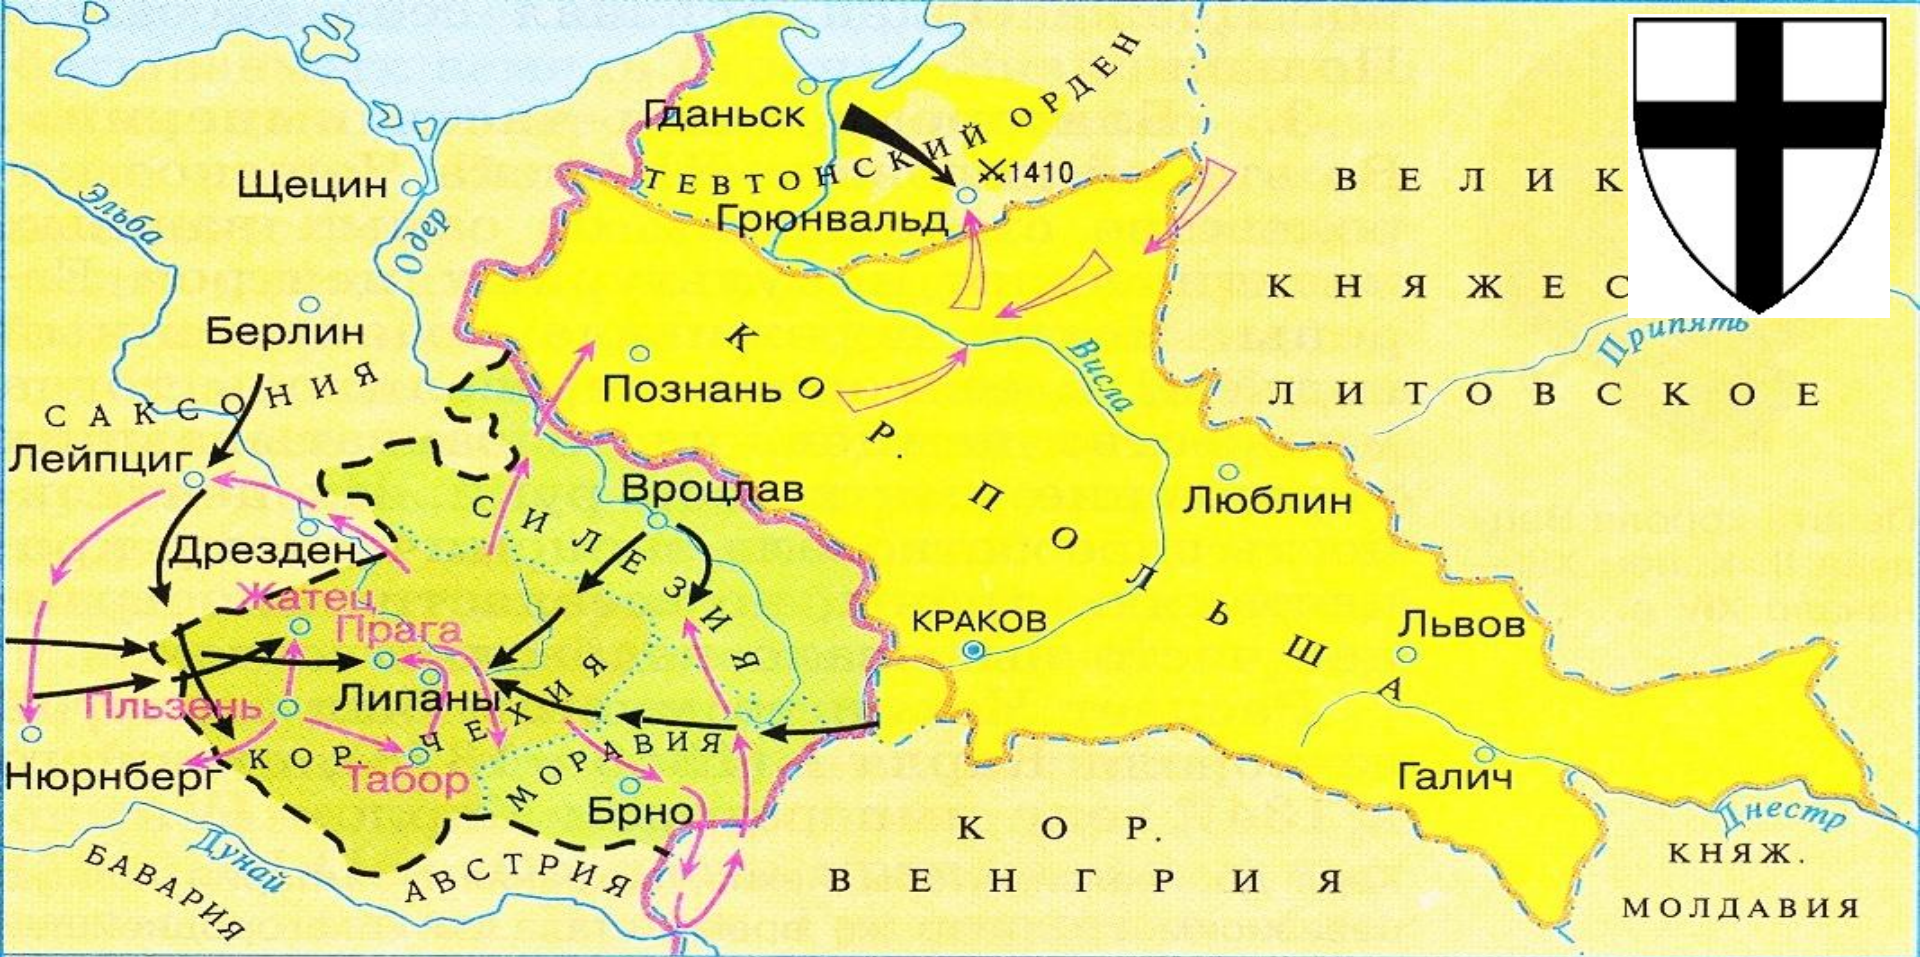 Гданьск
ТЕВТОНСКИЙ ОРДЕН
1410
Щецин
Грюнвальд
Эльба
Одер
ВЕЛИК
КНЯЖЕС
ЛИТОВСКОЕ
Припять
Берлин
САКСОНИЯ
Познань
КОР. ПОЛЬША
Висла
Лейпциг
Вроцлав
Люблин
СИЛЕЗИЯ
Дрезден
Жатец
Прага
КРАКОВ
Львов
Липаны
Пльзень
КОР. ЧЕХИЯ
МОРАВИЯ
Табор
Нюрнберг
Брно
Галич
Днестр
КОР.
ВЕНГРИЯ
КНЯЖ.
МОЛДАВИЯ
Дунай
БАВАРИЯ
АВСТРИЯ